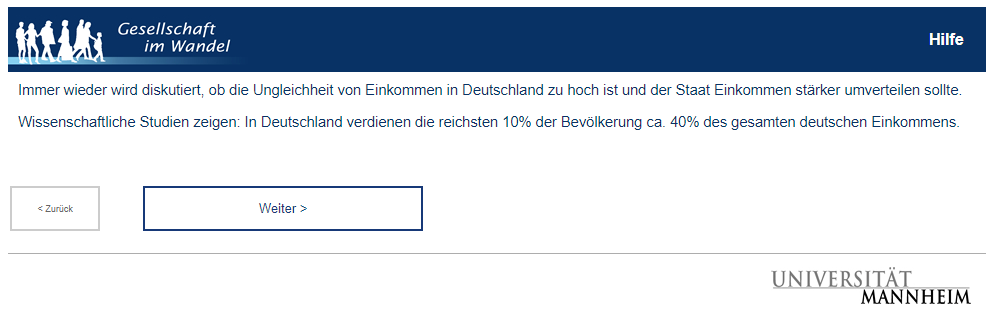 Gesellschaft
im Wandel
Hilfe
Immer wieder wird diskutiert, ob die Ungleichheit von Einkommen in Deutschland zu hoch ist und der Staat Einkommen stärker umverteilen sollte.
Wissenschaftliche Studien zeigen: In Deutschland verdienen die reichsten 10% der Bevölkerung ca. 40% des gesamten deutschen Einkommens.
< Zurück
Weiter >
UNIVERSITÄT
MANNHEIM